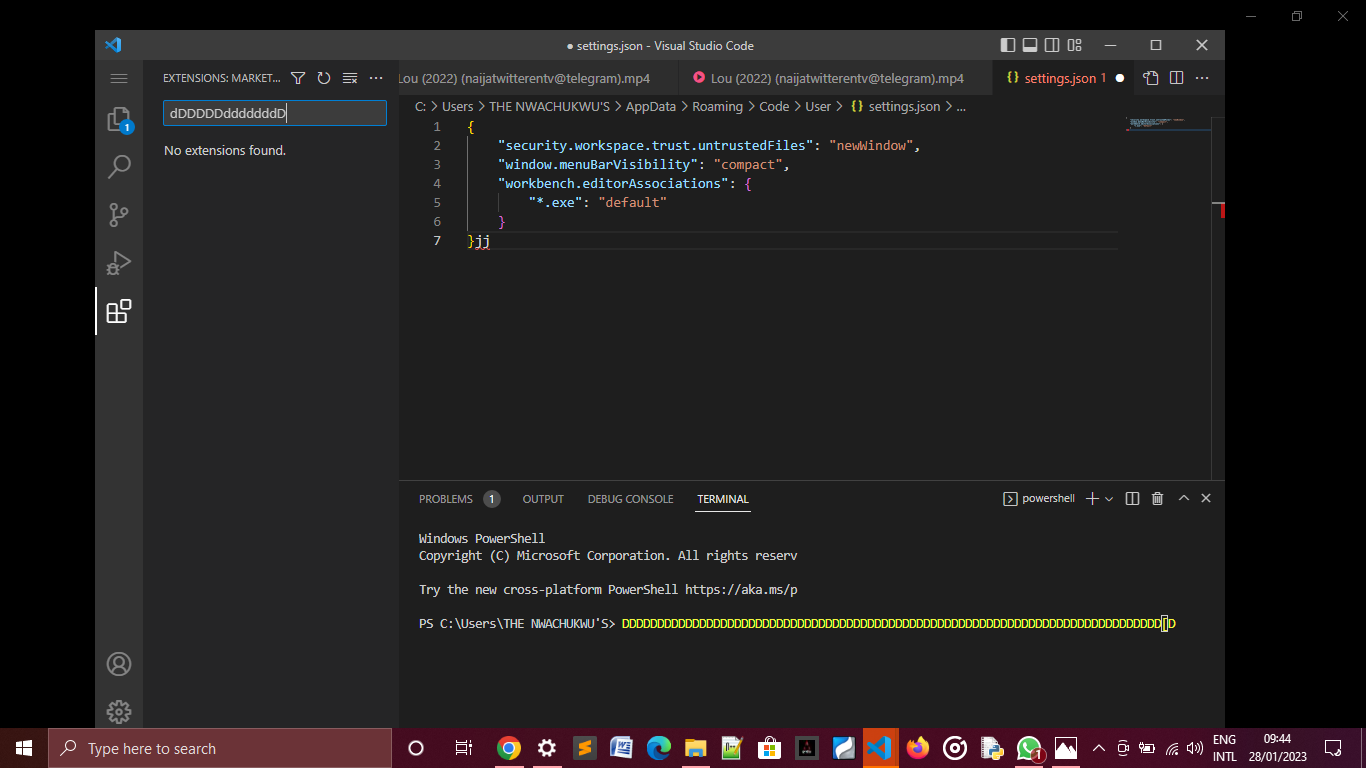 settings.json - Visual Studio Code
EXTENSIONS: MARKET...
Lou (2022) (naijatwitterentv@telegram).mp4
Lou (2022) (naijatwitterentv@telegram).mp4
{} settings.json 1
dDDDDDdddddddD
C: > Users > THE NWACHUKWU'S > AppData > Roaming > Code > User > {} settings.json > ...
No extensions found.
1 {
2 "security.workspace.trust.untrustedFiles": "newWindow",
3 "window.menuBarVisibility": "compact",
4 "workbench.editorAssociations": {
5 "*.exe": "default"
6 }
7 }jj
1
PROBLEMS 1 OUTPUT DEBUG CONSOLE TERMINAL
powershell
Windows PowerShell
Copyright (C) Microsoft Corporation. All rights reserv
Try the new cross-platform PowerShell https://aka.ms/p
PS C:\Users\THE NWACHUKWU'S>
Type here to search
1
ENG
INTL
09:44
28/01/2023